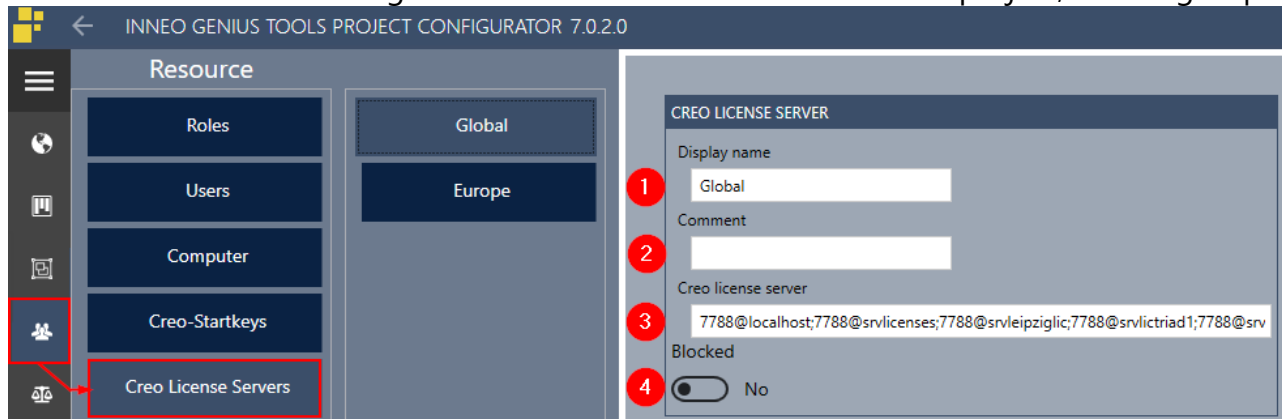 INNEO GENIUS TOOLS PROJECT CONFIGURATOR 7.0.2.0
Resource
Roles
Users
Computer
Creo-Startkeys
Creo License Servers
Global
Europe
CREO LICENSE SERVER
Display name
1 Global
Comment
2
Creo license server
3 7788@localhost;7788@srvlicenses;7788@srvleipziglic;7788@srvlictriad1;7788@srv
Blocked
4 No